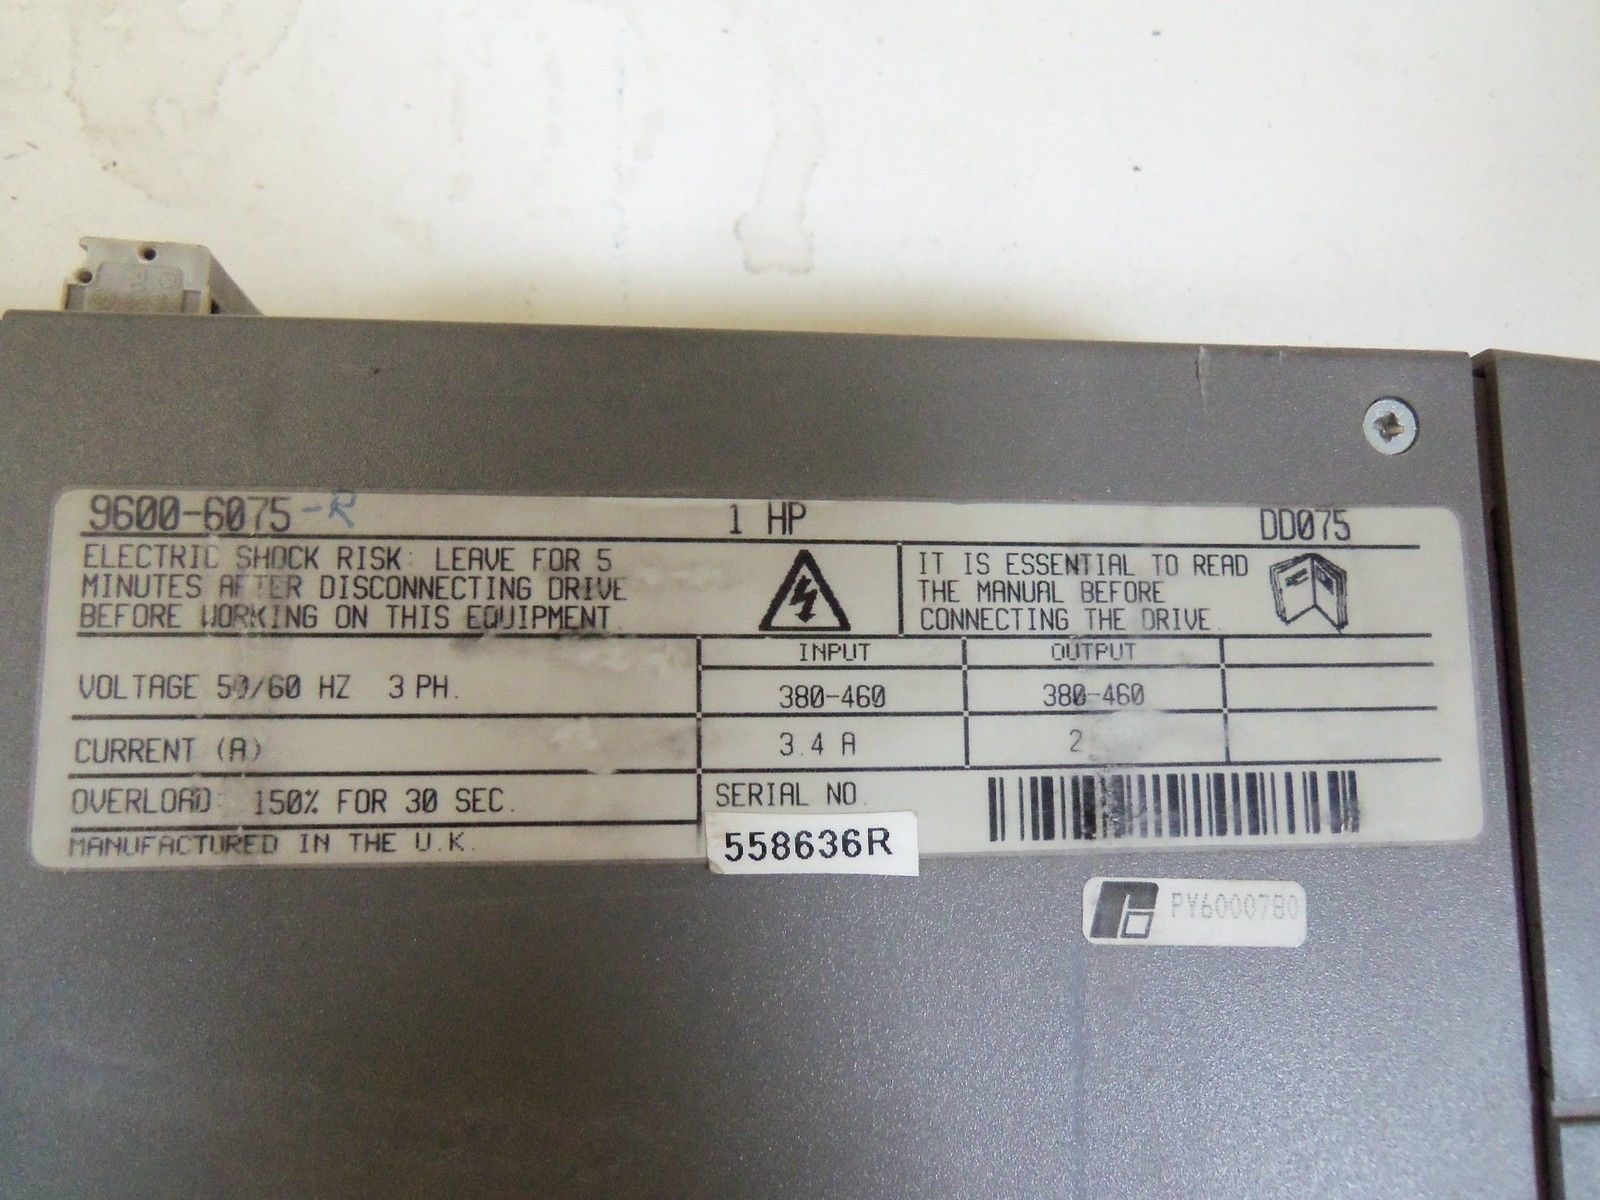 9600-6075-R 1 HP DD075
ELECTRIC SHOCK RISK: LEAVE FOR 5
MINUTES AFTER DISCONNECTING DRIVE
BEFORE WORKING ON THIS EQUIPMENT.
IT IS ESSENTIAL TO READ
THE MANUAL BEFORE
CONNECTING THE DRIVE.
INPUT OUTPUT
VOLTAGE 50/60 HZ 3 PH. 380-460 380-460
CURRENT (A) 3.4 A 2
OVERLOAD: 150% FOR 30 SEC.
SERIAL NO.
MANUFACTURED IN THE U.K.
558636R
PY6000780